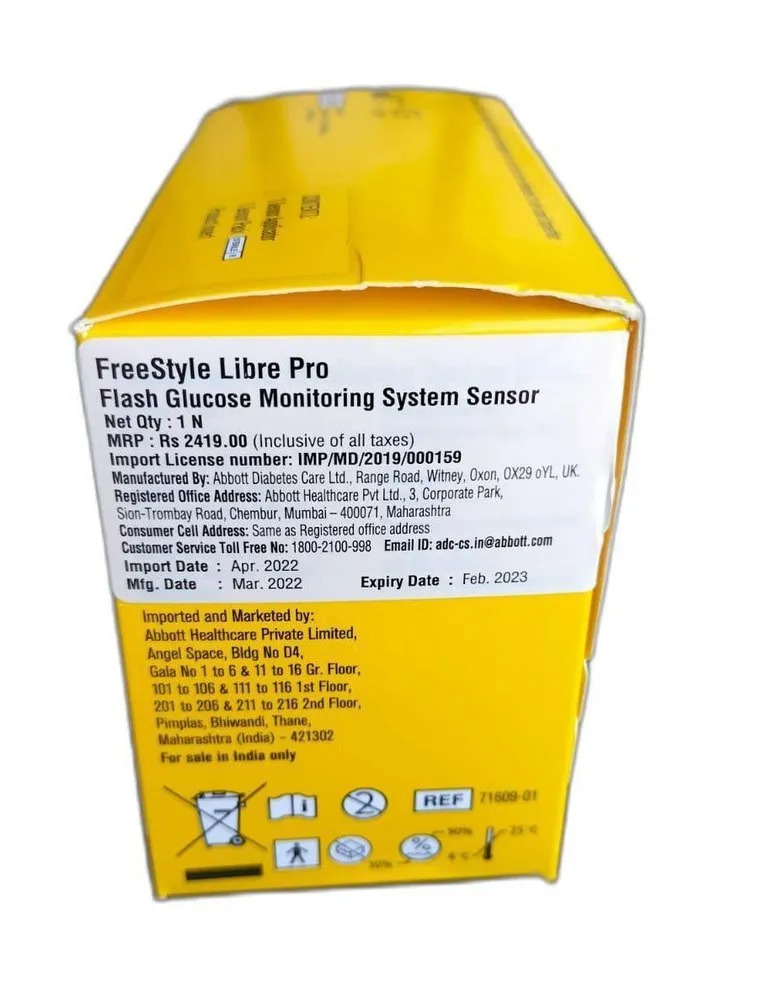 CONTENTS:
FreeStyle Libre Pro
Flash Glucose Monitoring System Sensor
Net Qty : 1 N
MRP : Rs 2419.00 (Inclusive of all taxes)
Import License number: IMP/MD/2019/000159
Manufactured By: Abbott Diabetes Care Ltd., Range Road, Witney, Oxon, OX29 0YL, UK.
Registered Office Address: Abbott Healthcare Pvt Ltd., 3, Corporate Park,
Sion-Trombay Road, Chembur, Mumbai – 400071, Maharashtra
Consumer Cell Address: Same as Registered office address
Customer Service Toll Free No: 1800-2100-998 Email ID: adc-cs.in@abbott.com
Import Date : Apr. 2022
Mfg. Date : Mar. 2022 Expiry Date : Feb. 2023
Imported and Marketed by:
Abbott Healthcare Private Limited,
Angel Space, Bldg No D4,
Gala No 1 to 6 & 11 to 16 Gr. Floor,
101 to 106 & 111 to 116 1st Floor,
201 to 206 & 211 to 216 2nd Floor,
Pimplas, Bhiwandi, Thane,
Maharashtra (India) – 421302
For sale in India only
i 2 REF 71609-01
10% % 90% 4°C 25°C